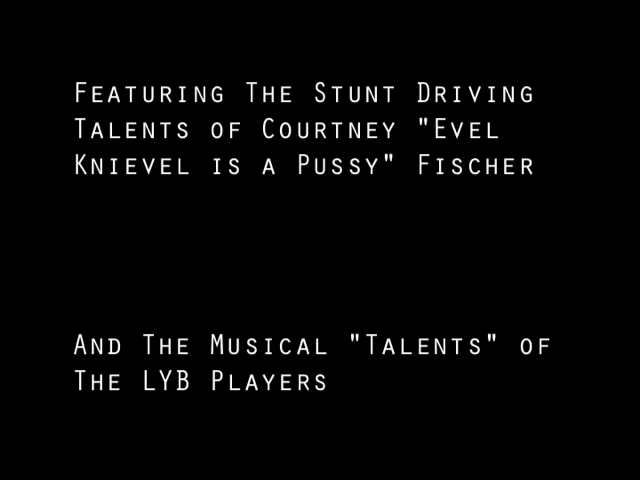 Featuring The Stunt Driving
Talents of Courtney "Evel
Knievel is a Pussy" Fischer
And The Musical "Talents" of
The LYB Players